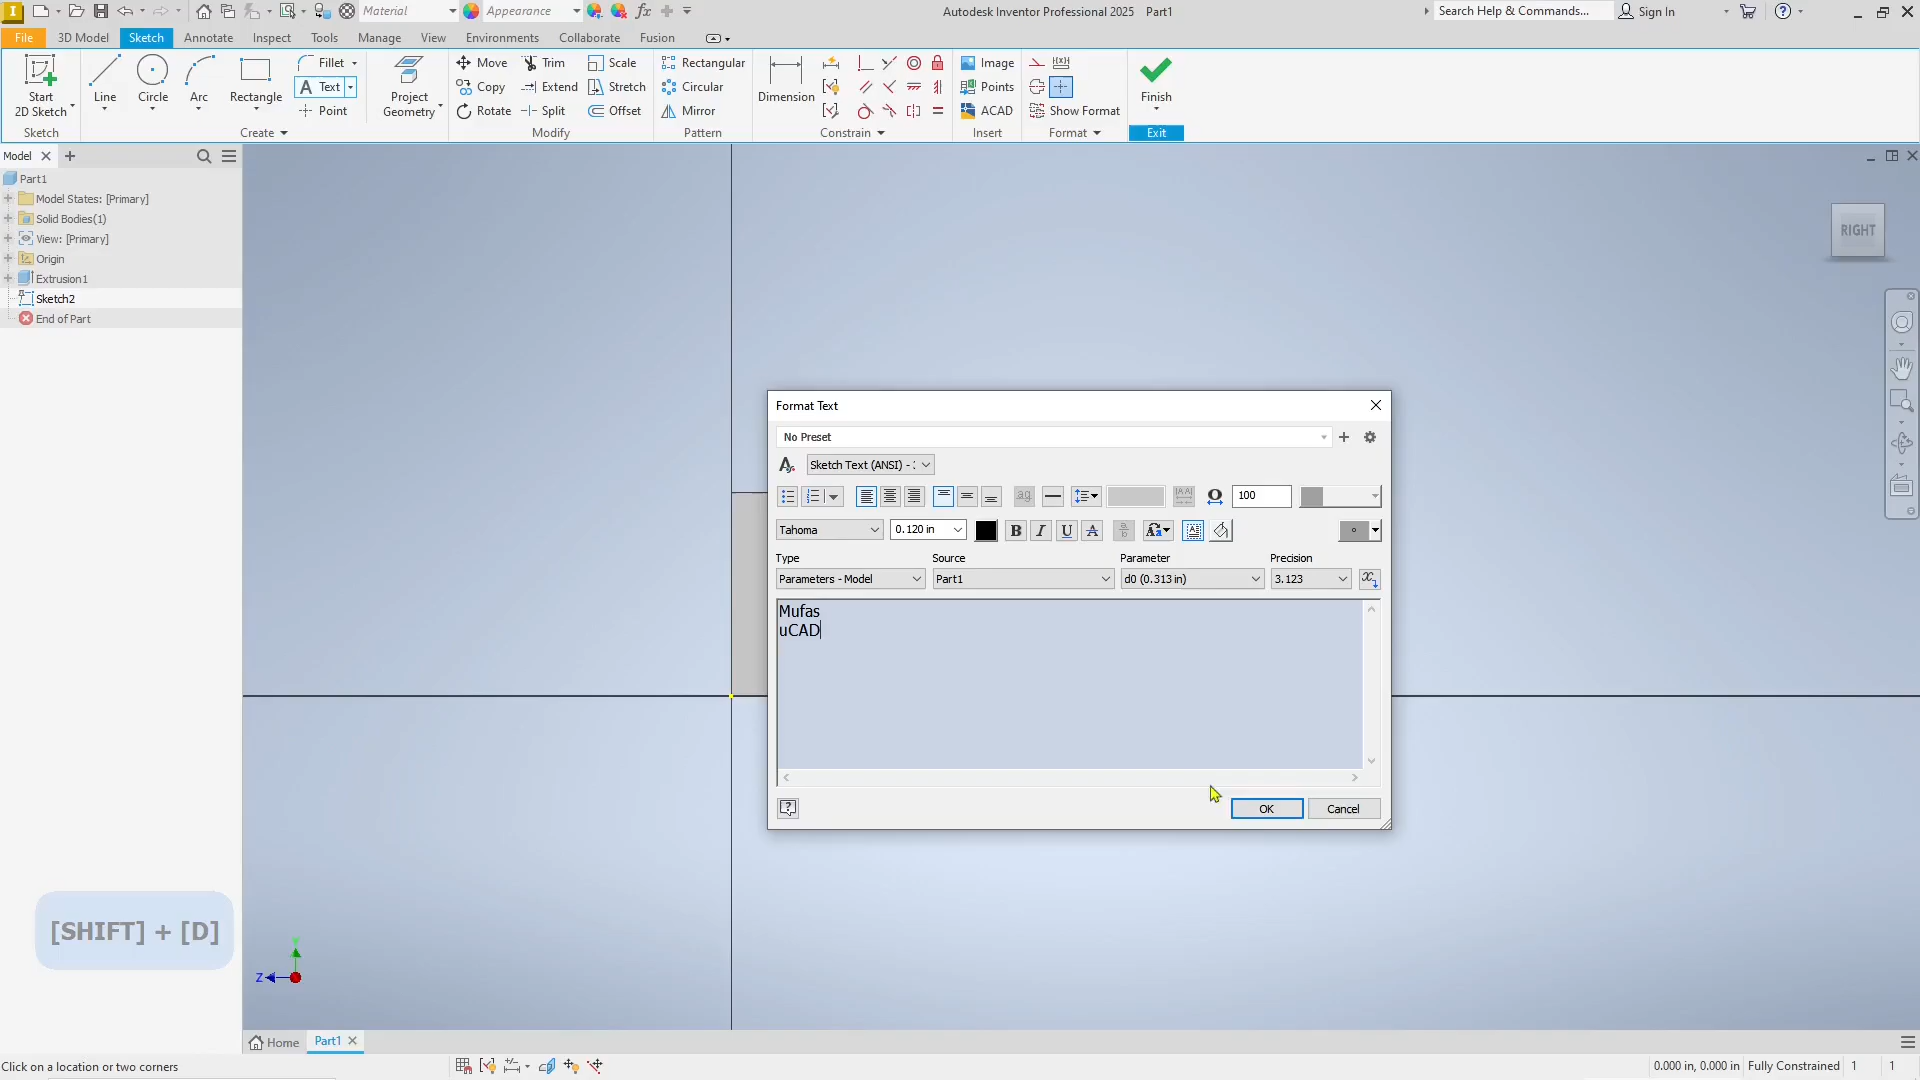 Material
Appearance
Autodesk Inventor Professional 2025 Part1
Search Help & Commands...
Sign In
File
3D Model
Sketch
Annotate
Inspect
Tools
Manage
View
Environments
Collaborate
Fusion
Start
2D Sketch
Line
Circle
Arc
Rectangle
Fillet
Text
Point
Project
Geometry
Move
Copy
Rotate
Trim
Extend
Split
Scale
Stretch
Offset
Rectangular
Circular
Mirror
Dimension
Image
Points
ACAD
Show Format
Finish
Sketch
Create
Modify
Pattern
Constrain
Insert
Format
Exit
Model
Part1
Model States: [Primary]
Solid Bodies(1)
View: [Primary]
Origin
Extrusion1
Sketch2
End of Part
RIGHT
Format Text
No Preset
Sketch Text (ANSI) -
100
Tahoma
0.120 in
B I U A
Type
Source
Parameter
Precision
Parameters - Model
Part1
d0 (0.313 in)
3.123
Mufas
uCAD
OK
Cancel
[SHIFT] + [D]
Y
Z
Home
Part1
Click on a location or two corners
0.000 in, 0.000 in
Fully Constrained
1
1